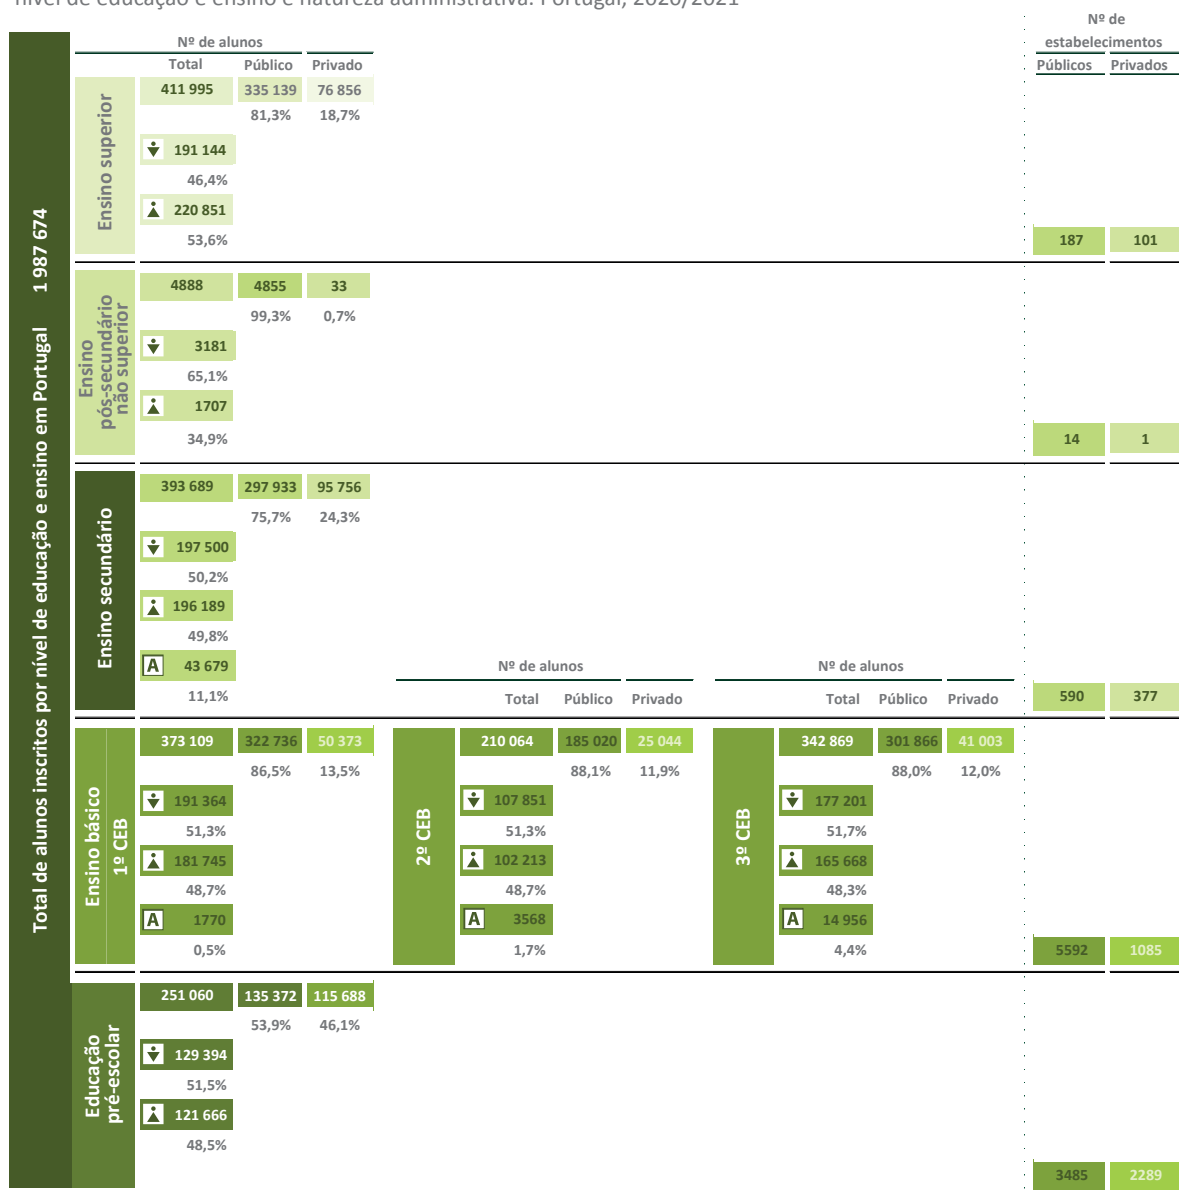 nível de educação e ensino e natureza administrativa. Portugal, 2020/2021
Total de alunos inscritos por nível de educação e ensino em Portugal 1 987 674
Nº de alunos
Total Público Privado
Nº de
estabelecimentos
Públicos Privados
Ensino superior
411 995 335 139 76 856
81,3% 18,7%
191 144
46,4%
220 851
53,6%
187 101
Ensino
pós-secundário
não superior
4888 4855 33
99,3% 0,7%
3181
65,1%
1707
34,9%
14 1
Ensino secundário
393 689 297 933 95 756
75,7% 24,3%
197 500
50,2%
196 189
49,8%
A 43 679
11,1%
590 377
Ensino básico
1º CEB
373 109 322 736 50 373
86,5% 13,5%
191 364
51,3%
181 745
48,7%
A 1770
0,5%
Nº de alunos
Total Público Privado
2º CEB
210 064 185 020 25 044
88,1% 11,9%
107 851
51,3%
102 213
48,7%
A 3568
1,7%
Nº de alunos
Total Público Privado
3º CEB
342 869 301 866 41 003
88,0% 12,0%
177 201
51,7%
165 668
48,3%
A 14 956
4,4%
5592 1085
Educação
pré-escolar
251 060 135 372 115 688
53,9% 46,1%
129 394
51,5%
121 666
48,5%
3485 2289